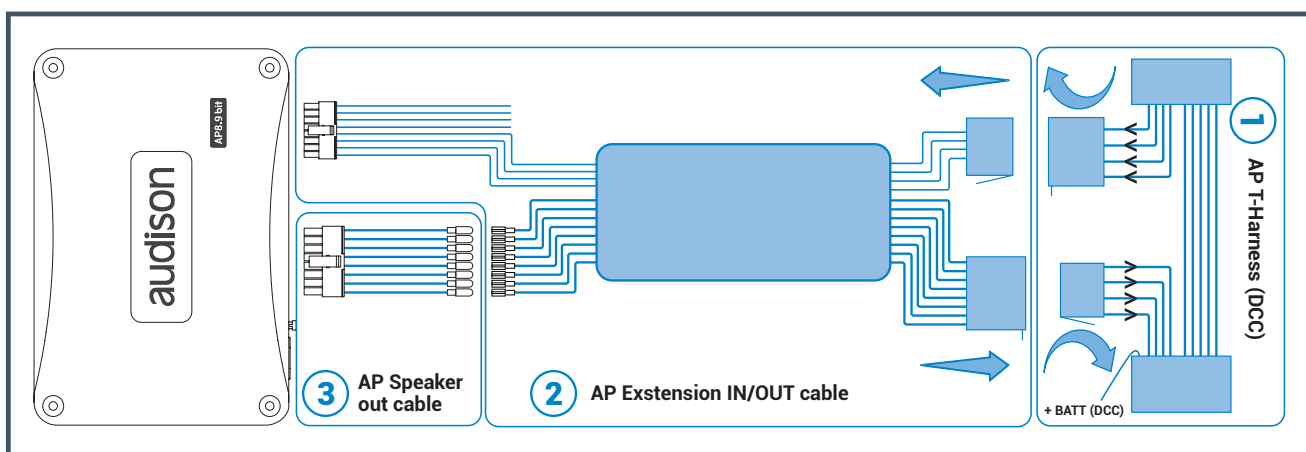 AP8.9 bit
audison
3
AP Speaker
out cable
2
AP Exstension IN/OUT cable
1
AP T-Harness (DCC)
+ BATT (DCC)